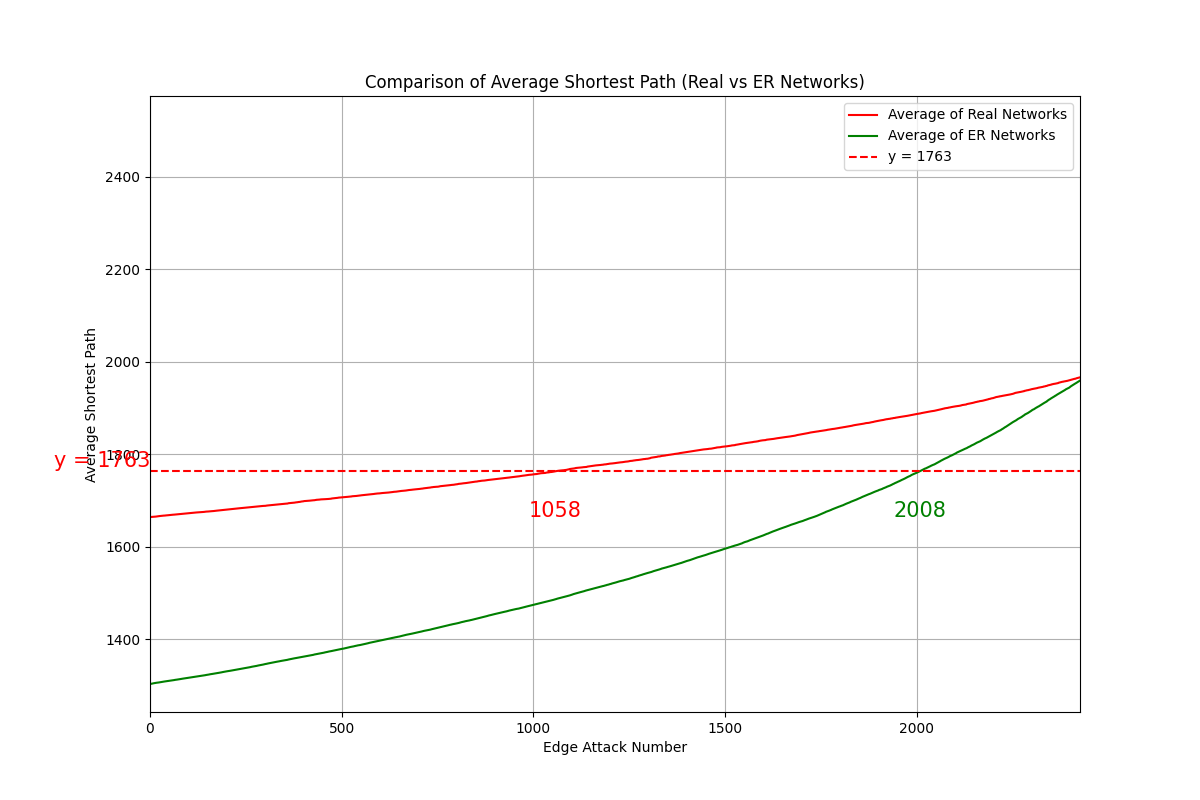 Comparison of Average Shortest Path (Real vs ER Networks)
Average of Real Networks
Average of ER Networks
y = 1763
2400
2200
2000
1800
1600
1400
Average Shortest Path
y = 1763
1058
2008
0
500
1000
1500
2000
Edge Attack Number